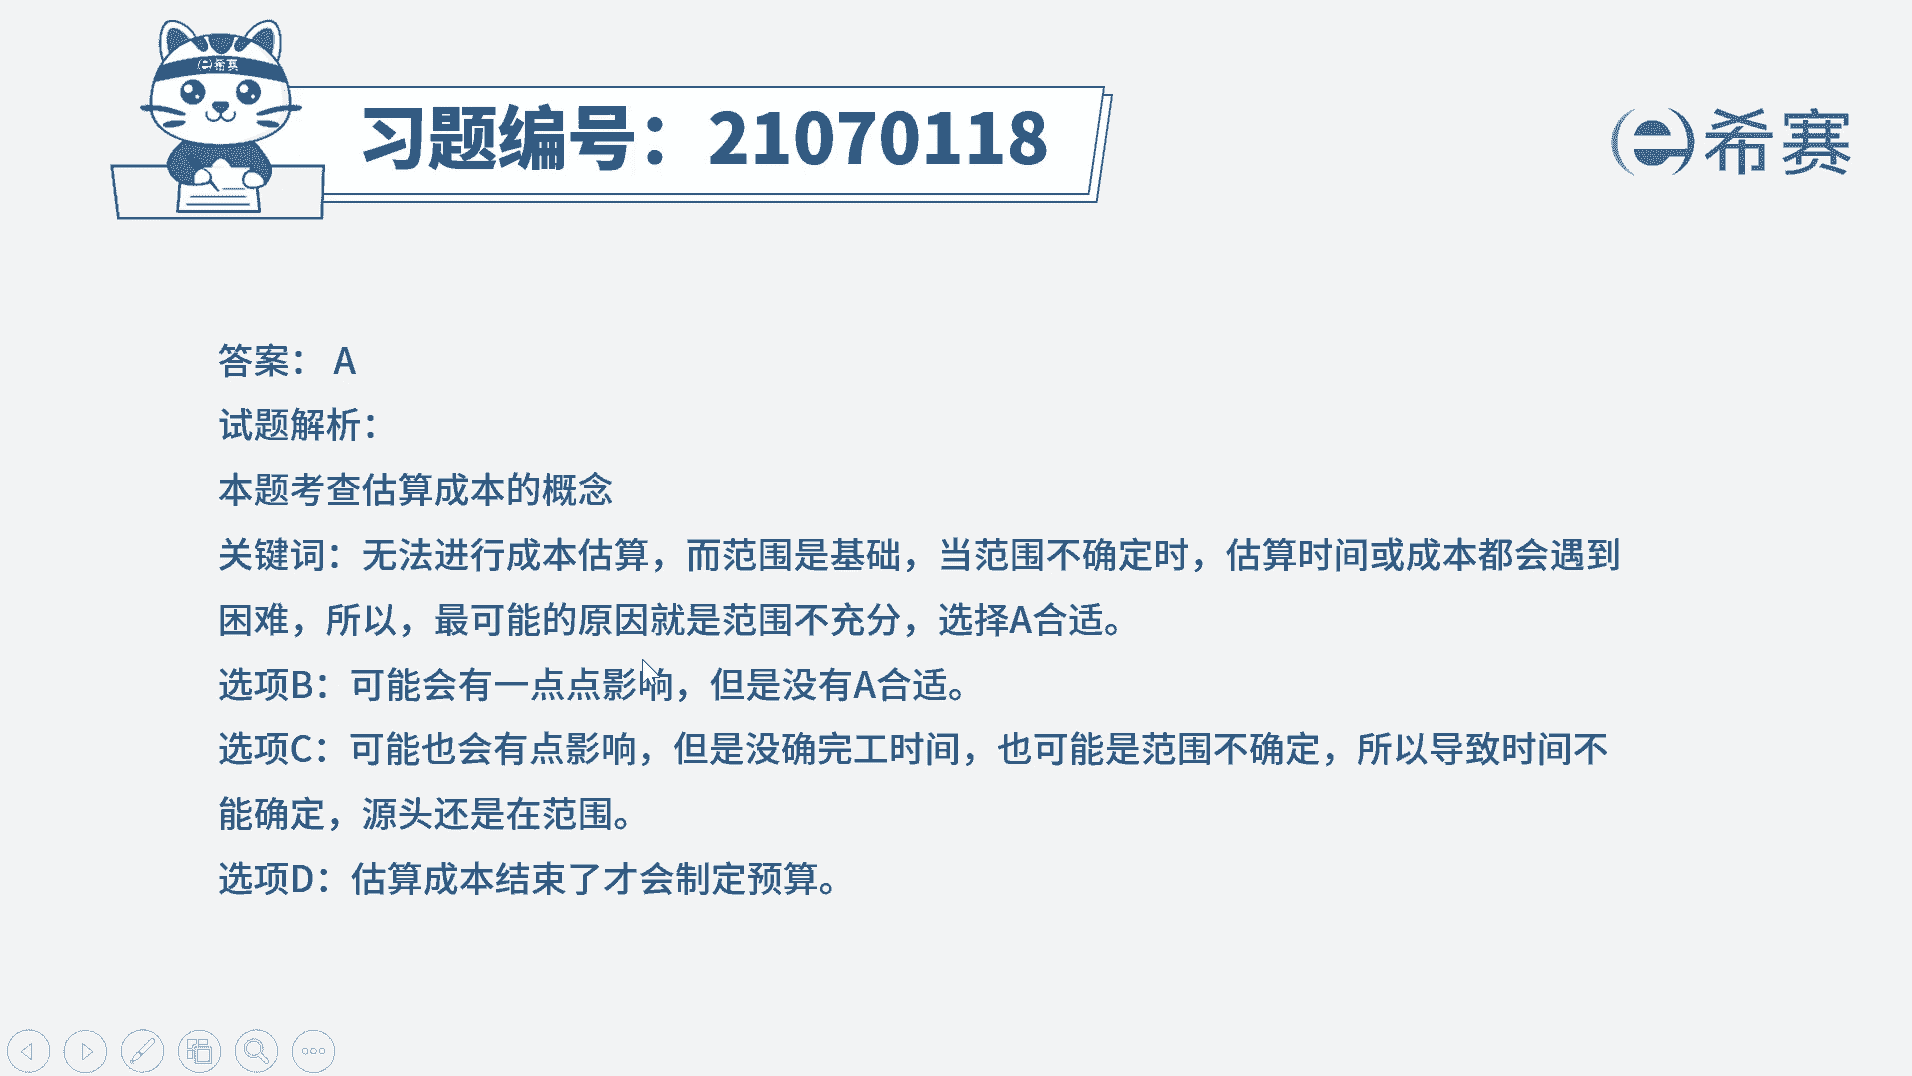 e希赛
习题编号：21070118
e希赛
答案： A
试题解析：
本题考查估算成本的概念
关键词：无法进行成本估算，而范围是基础，当范围不确定时，估算时间或成本都会遇到
困难，所以，最可能的原因就是范围不充分，选择A合适。
选项B：可能会有一点点影响，但是没有A合适。
选项C：可能也会有点影响，但是没确完工时间，也可能是范围不确定，所以导致时间不
能确定，源头还是在范围。
选项D：估算成本结束了才会制定预算。